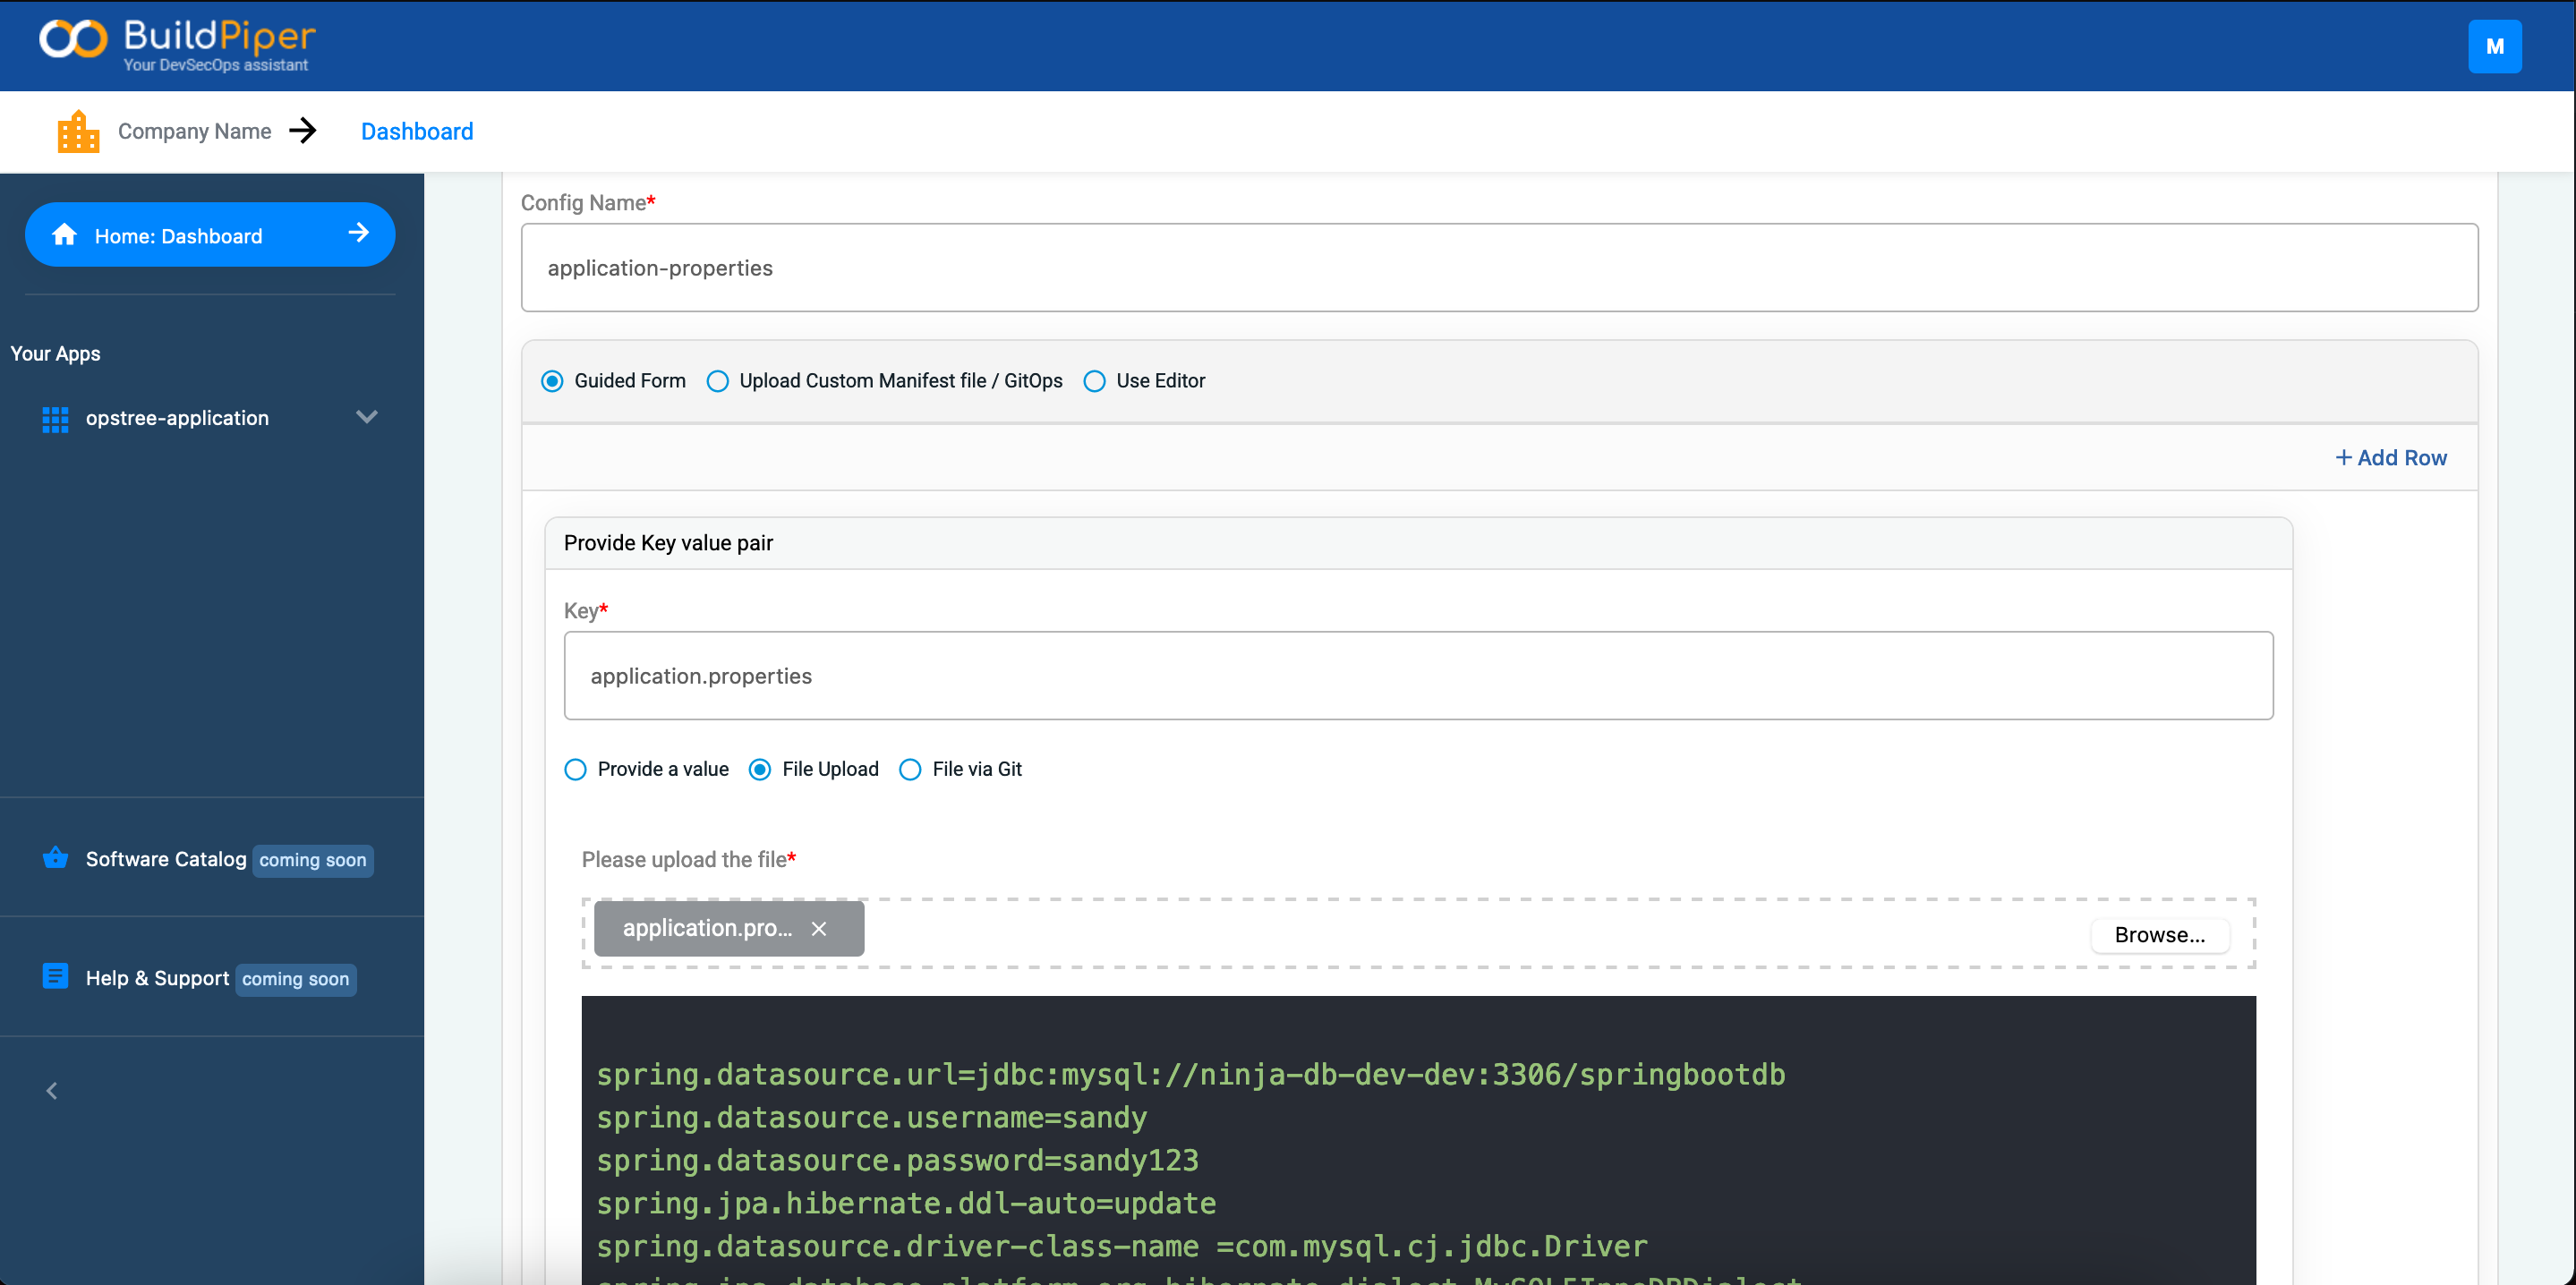 BuildPiper
Your DevSecOps assistant
M
Company Name
Dashboard
Home: Dashboard
Your Apps
opstree-application
Software Catalog coming soon
Help & Support coming soon
Config Name*
application-properties
Guided Form Upload Custom Manifest file / GitOps Use Editor
+ Add Row
Provide Key value pair
Key*
application.properties
Provide a value File Upload File via Git
Please upload the file*
application.pro... ×
Browse...
spring.datasource.url=jdbc:mysql://ninja-db-dev-dev:3306/springbootdb
spring.datasource.username=sandy
spring.datasource.password=sandy123
spring.jpa.hibernate.ddl-auto=update
spring.datasource.driver-class-name =com.mysql.cj.jdbc.Driver